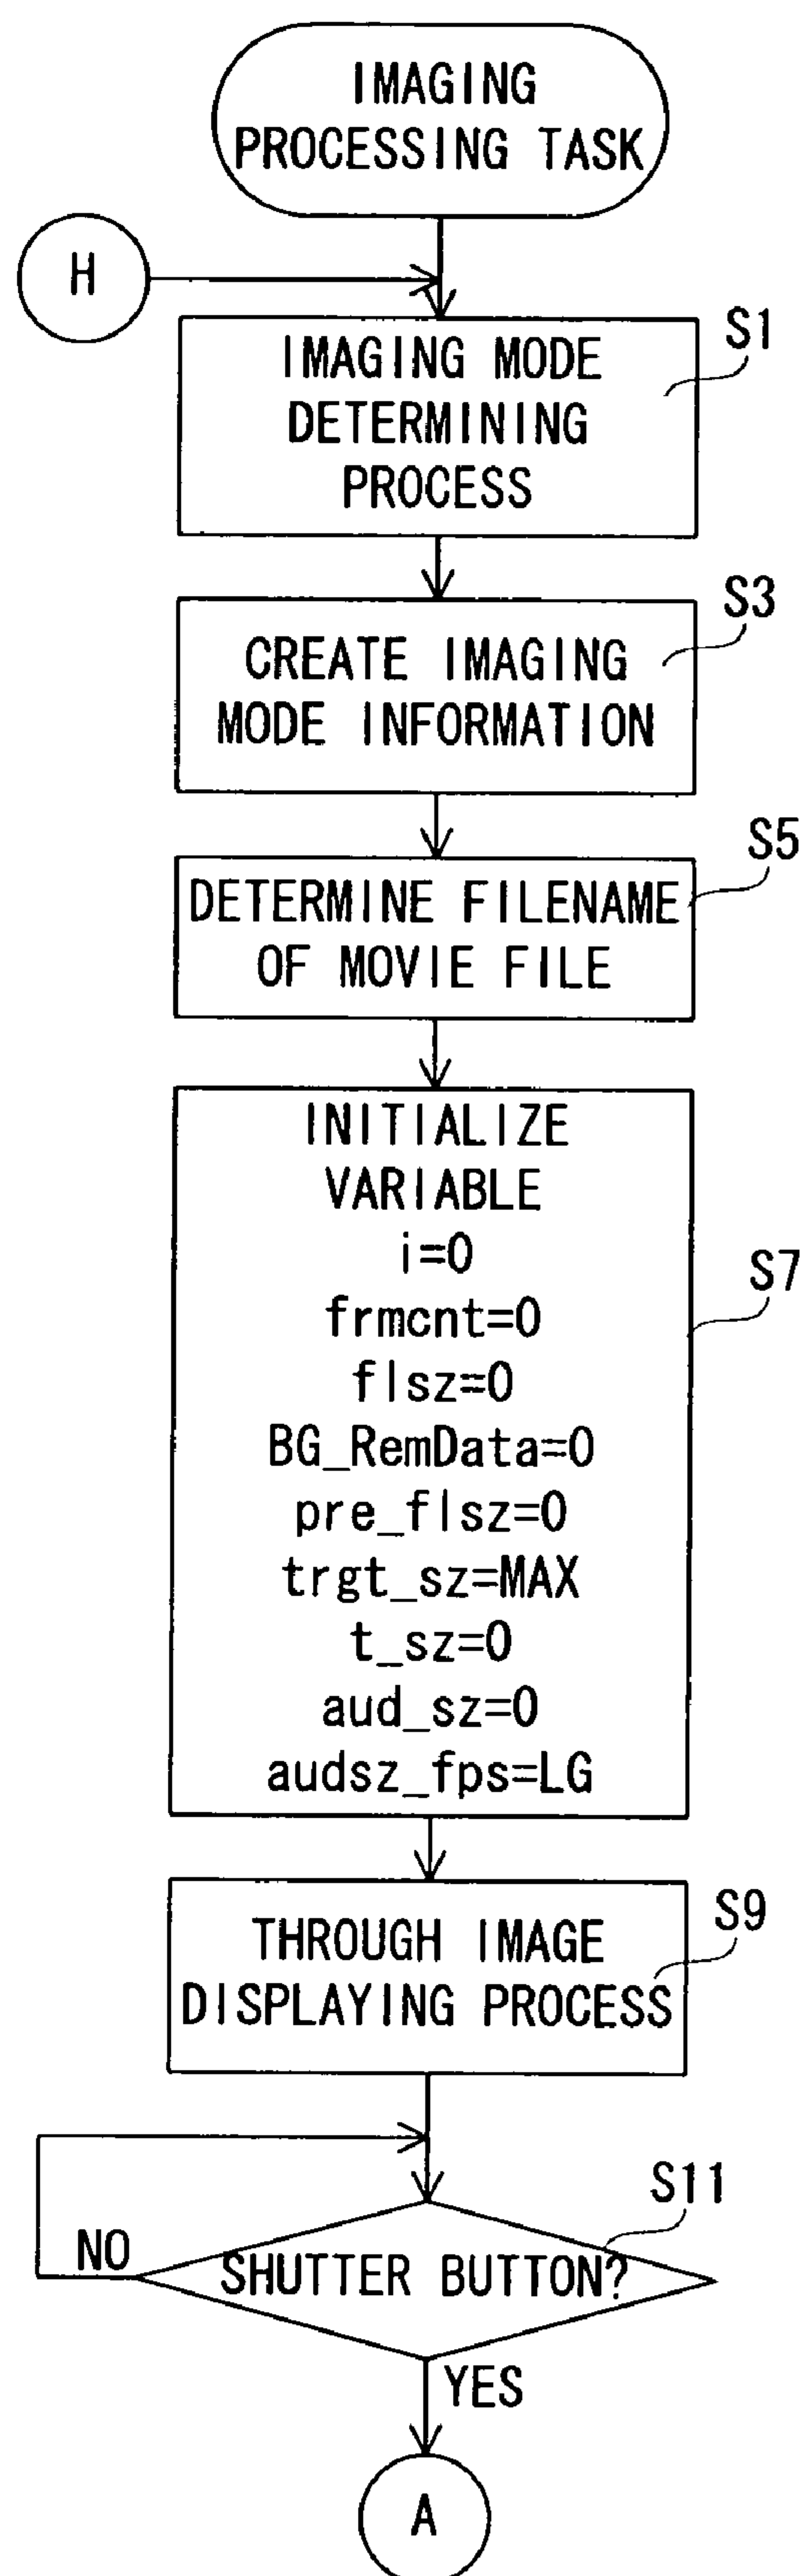 IMAGING
PROCESSING TASK
H
S1
IMAGING MODE
DETERMINING
PROCESS
S3
CREATE IMAGING
MODE INFORMATION
S5
DETERMINE FILENAME
OF MOVIE FILE
S7
INITIALIZE
VARIABLE
i=0
frmcnt=0
flsz=0
BG_RemData=0
pre_flsz=0
trgt_sz=MAX
t_sz=0
aud_sz=0
audsz_fps=LG
S9
THROUGH IMAGE
DISPLAYING PROCESS
S11
NO
SHUTTER BUTTON?
YES
A